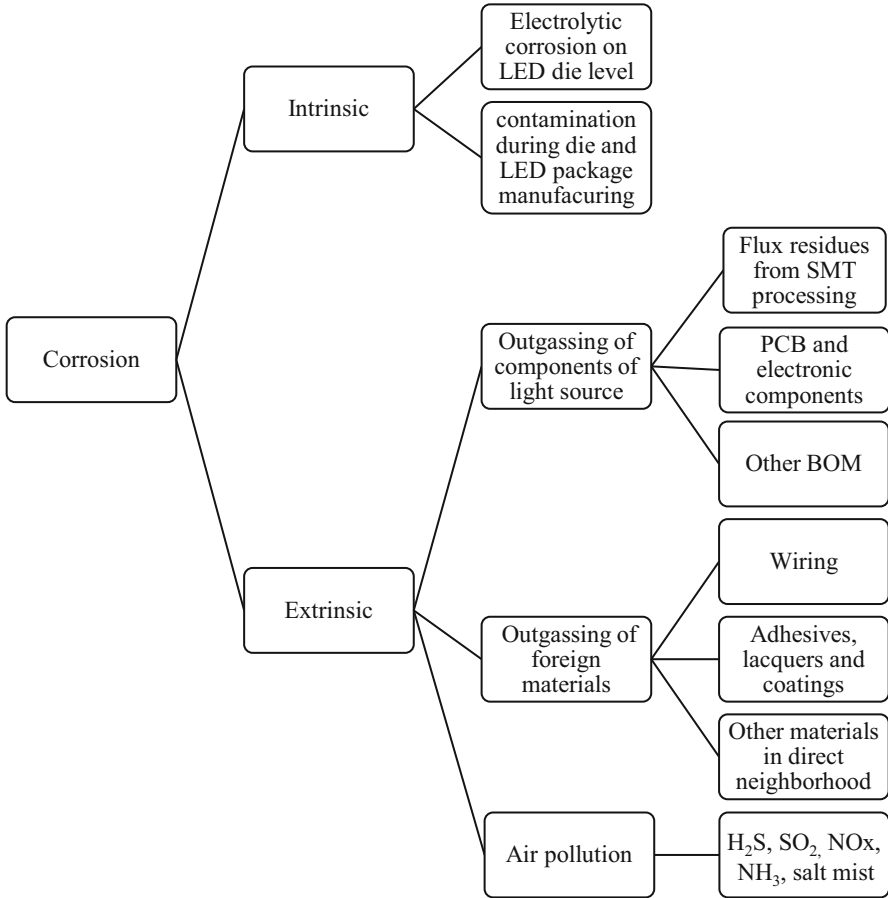 Corrosion
Intrinsic
Electrolytic
corrosion on
LED die level
contamination
during die and
LED package
manufacuring
Extrinsic
Outgassing of
components of
light source
Flux residues
from SMT
processing
PCB and
electronic
components
Other BOM
Outgassing of
foreign
materials
Wiring
Adhesives,
lacquers and
coatings
Other materials
in direct
neighborhood
Air pollution
H₂S, SO₂, NOx,
NH₃, salt mist